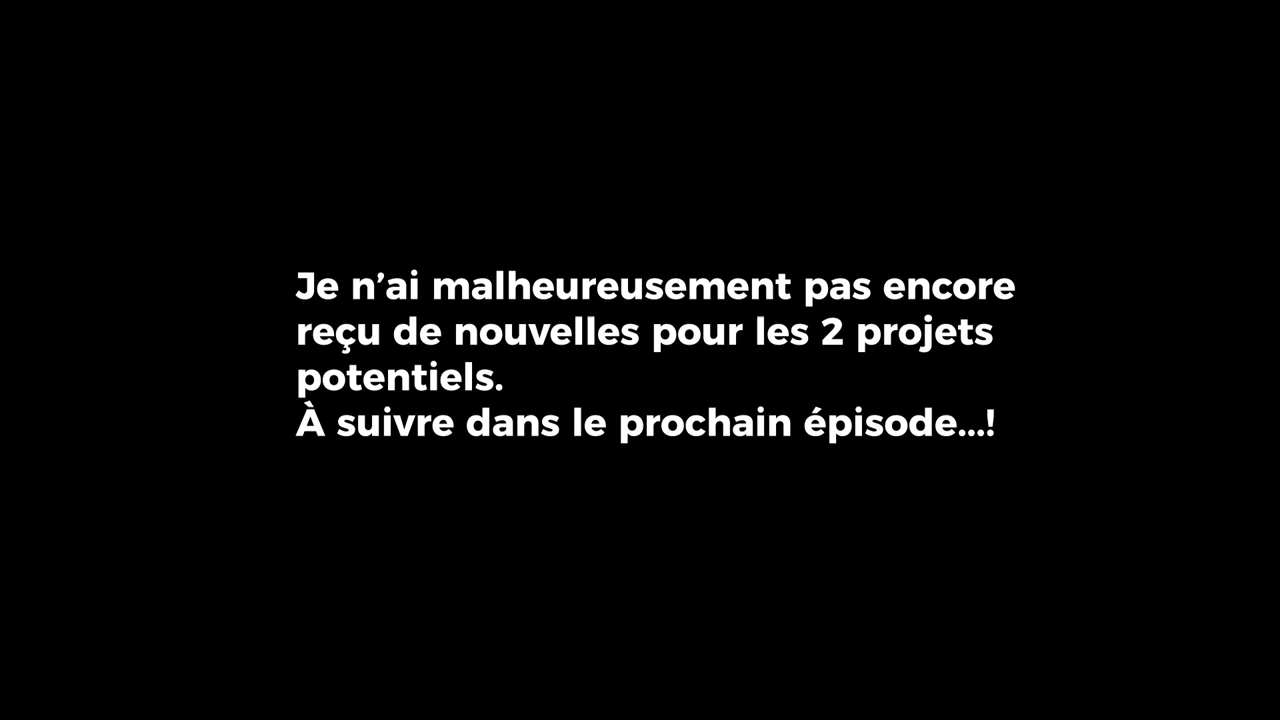 Je n’ai malheureusement pas encore
reçu de nouvelles pour les 2 projets
potentiels.
À suivre dans le prochain épisode...!